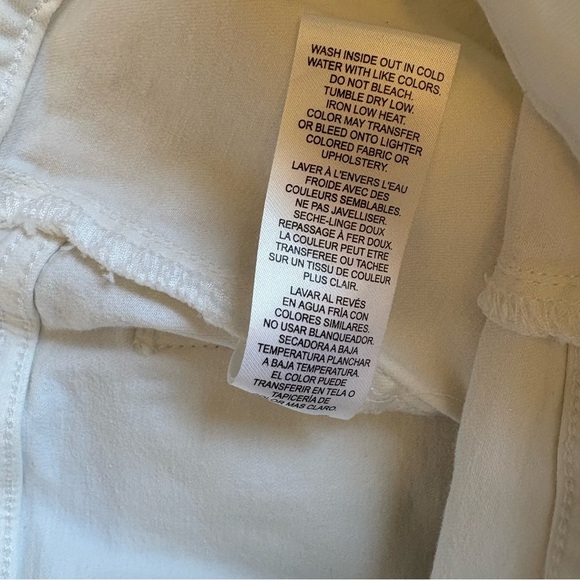 WASH INSIDE OUT IN COLD
WATER WITH LIKE COLORS.
DO NOT BLEACH.
TUMBLE DRY LOW.
IRON LOW HEAT.
COLOR MAY TRANSFER
OR BLEED ONTO LIGHTER
COLORED FABRIC OR
UPHOLSTERY.
LAVER À L'ENVERS L'EAU
FROIDE AVEC DES
COULEURS SEMBLABLES.
NE PAS JAVELLISER.
SECHE-LINGE DOUX
REPASSAGE À FER DOUX.
LA COULEUR PEUT ETRE
TRANSFEREE OU TACHEE
SUR UN TISSU DE COULEUR
PLUS CLAIR.
LAVAR AL REVÉS
EN AGUA FRÍA CON
COLORES SIMILARES.
NO USAR BLANQUEADOR.
SECADORA A BAJA
TEMPERATURA PLANCHAR
A BAJA TEMPERATURA.
EL COLOR PUEDE
TRANSFERIR EN TELA O
TAPICERÍA DE
MAS CLARO.